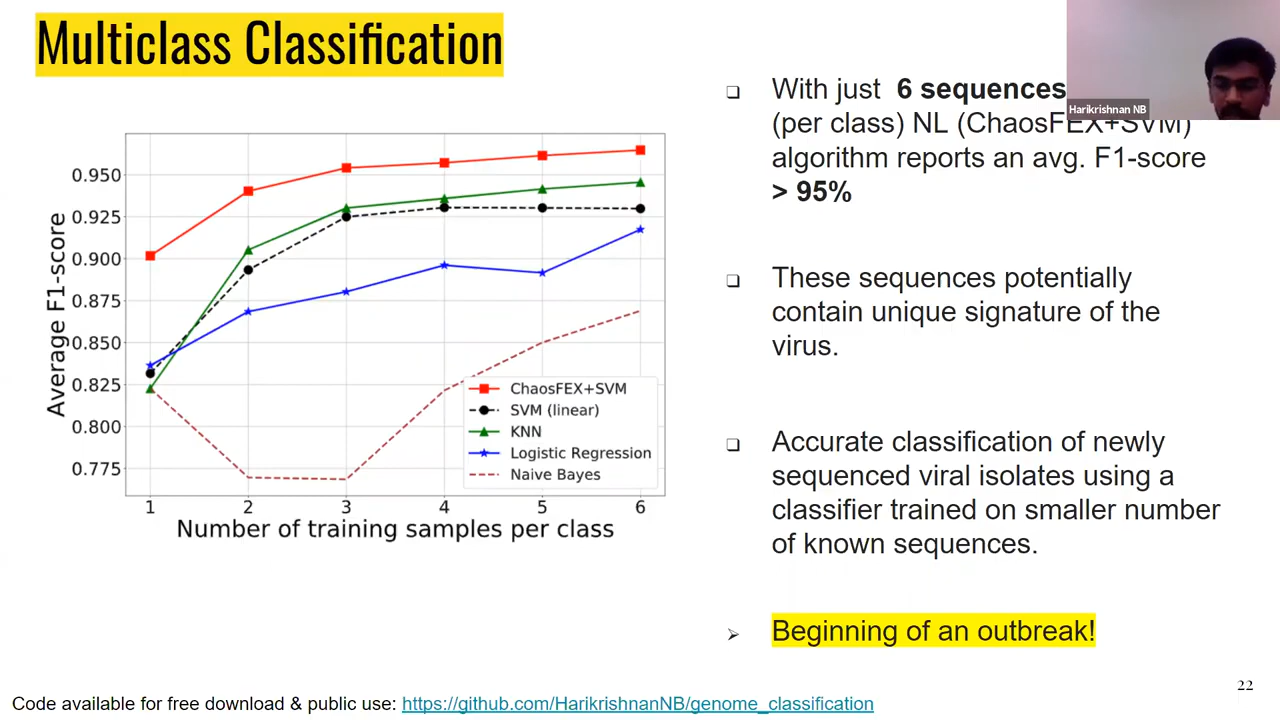 Multiclass Classification
Harikrishnan NB
With just 6 sequences
(per class) NL (ChaosFEX+SVM)
algorithm reports an avg. F1-score
> 95%
These sequences potentially
contain unique signature of the
virus.
Accurate classification of newly
sequenced viral isolates using a
classifier trained on smaller number
of known sequences.
Beginning of an outbreak!
Average F1-score
0.950
0.925
0.900
0.875
0.850
0.825
0.800
0.775
ChaosFEX+SVM
SVM (linear)
KNN
Logistic Regression
Naive Bayes
1 2 3 4 5 6
Number of training samples per class
22
Code available for free download & public use: https://github.com/HarikrishnanNB/genome_classification